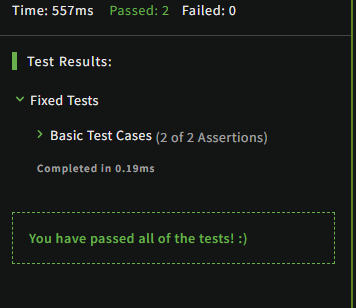 Time: 557ms Passed: 2 Failed: 0
Test Results:
Fixed Tests
Basic Test Cases (2 of 2 Assertions)
Completed in 0.19ms
You have passed all of the tests! :)